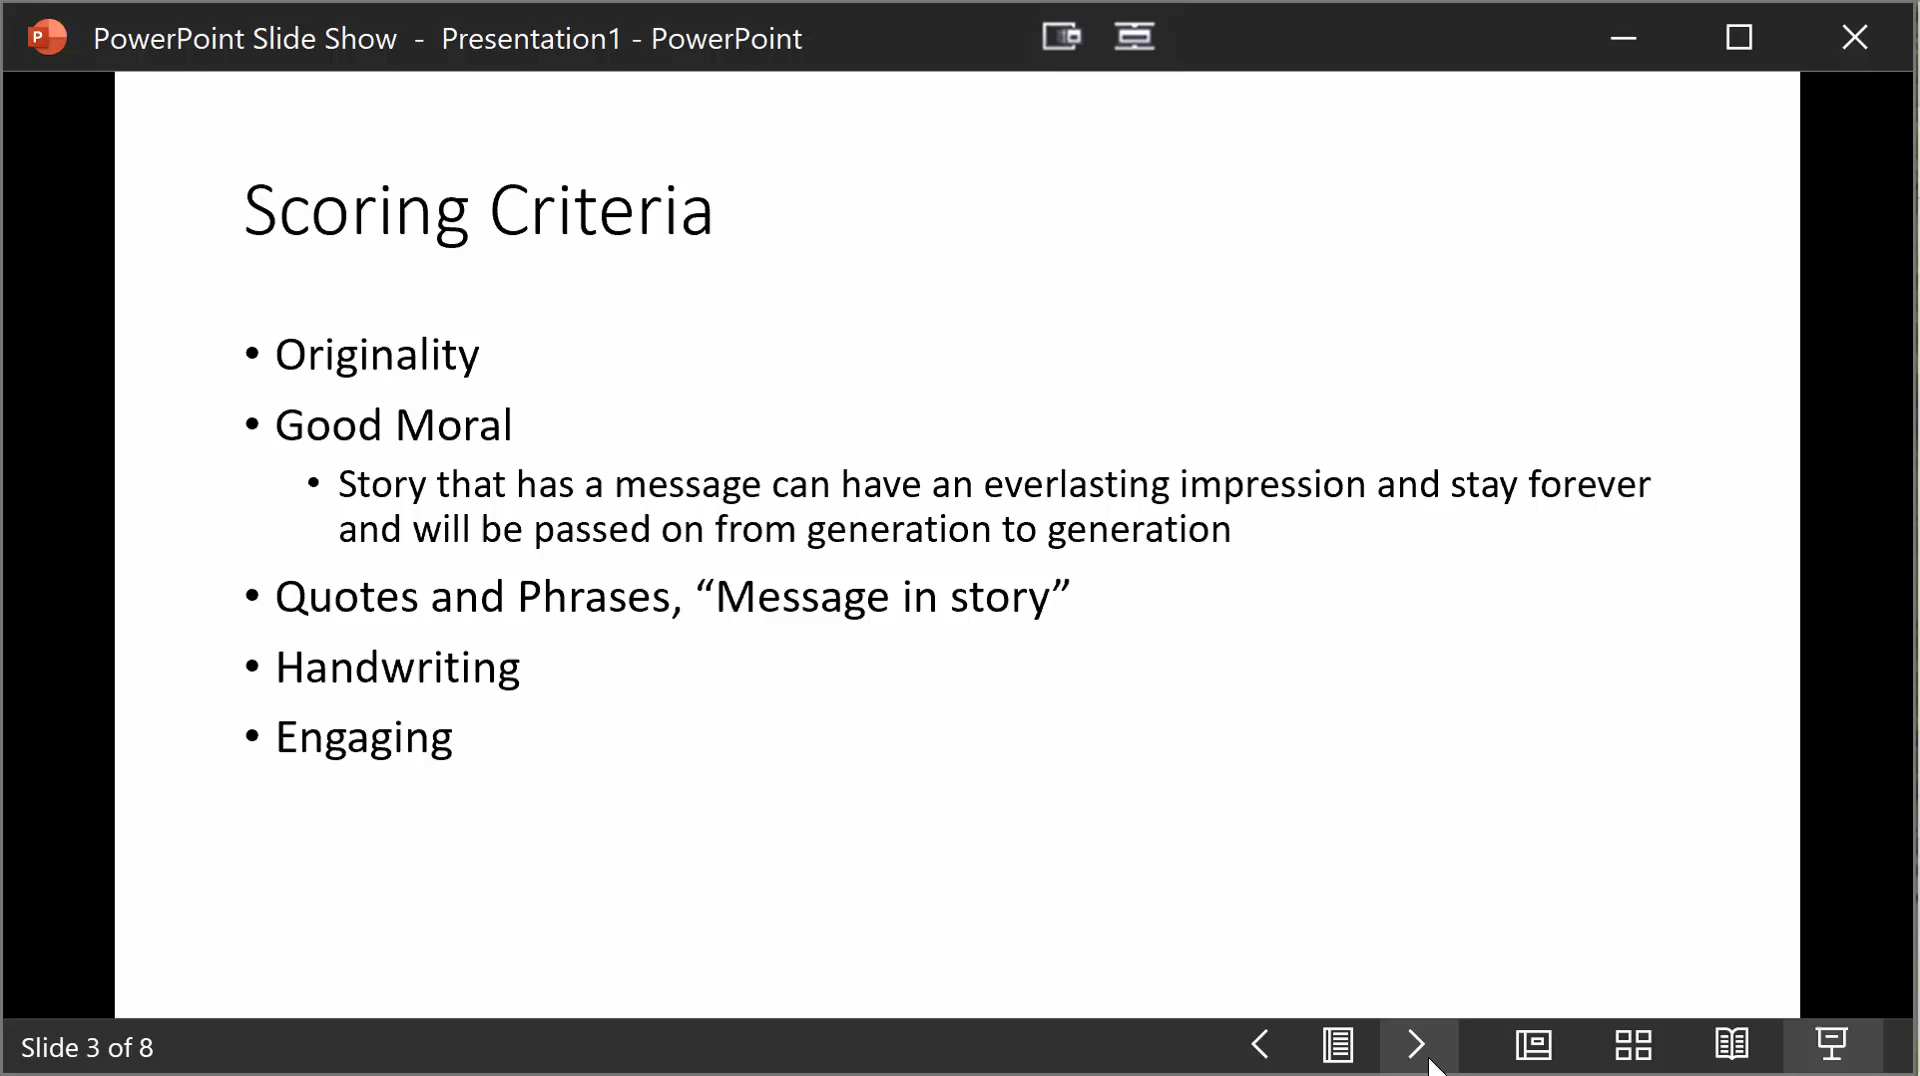 PowerPoint Slide Show - Presentation1 - PowerPoint
Scoring Criteria
• Originality
• Good Moral
• Story that has a message can have an everlasting impression and stay forever
and will be passed on from generation to generation
• Quotes and Phrases, “Message in story”
• Handwriting
• Engaging
Slide 3 of 8